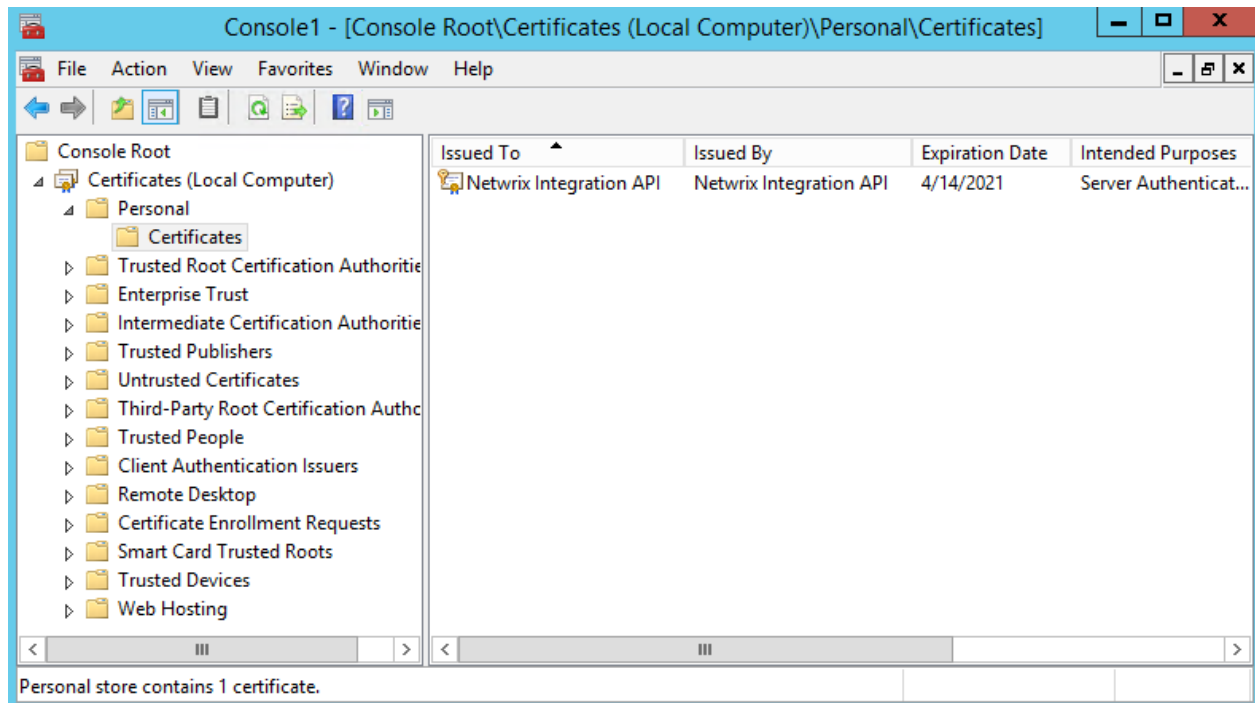 Console1 - [Console Root\Certificates (Local Computer)\Personal\Certificates]
File Action View Favorites Window Help
Console Root
Certificates (Local Computer)
Personal
Certificates
Trusted Root Certification Authoritie
Enterprise Trust
Intermediate Certification Authoritie
Trusted Publishers
Untrusted Certificates
Third-Party Root Certification Authc
Trusted People
Client Authentication Issuers
Remote Desktop
Certificate Enrollment Requests
Smart Card Trusted Roots
Trusted Devices
Web Hosting
Issued To Issued By Expiration Date Intended Purposes
Netwrix Integration API Netwrix Integration API 4/14/2021 Server Authenticat...
Personal store contains 1 certificate.